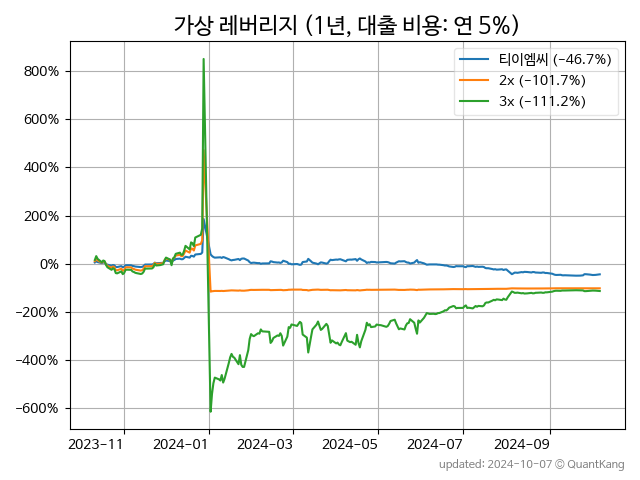 가상 레버리지 (1년, 대출 비용: 연 5%)
티이엠씨 (-46.7%)
2x (-101.7%)
3x (-111.2%)
800%
600%
400%
200%
0%
-200%
-400%
-600%
2023-11
2024-01
2024-03
2024-05
2024-07
2024-09
updated: 2024-10-07 © QuantKang